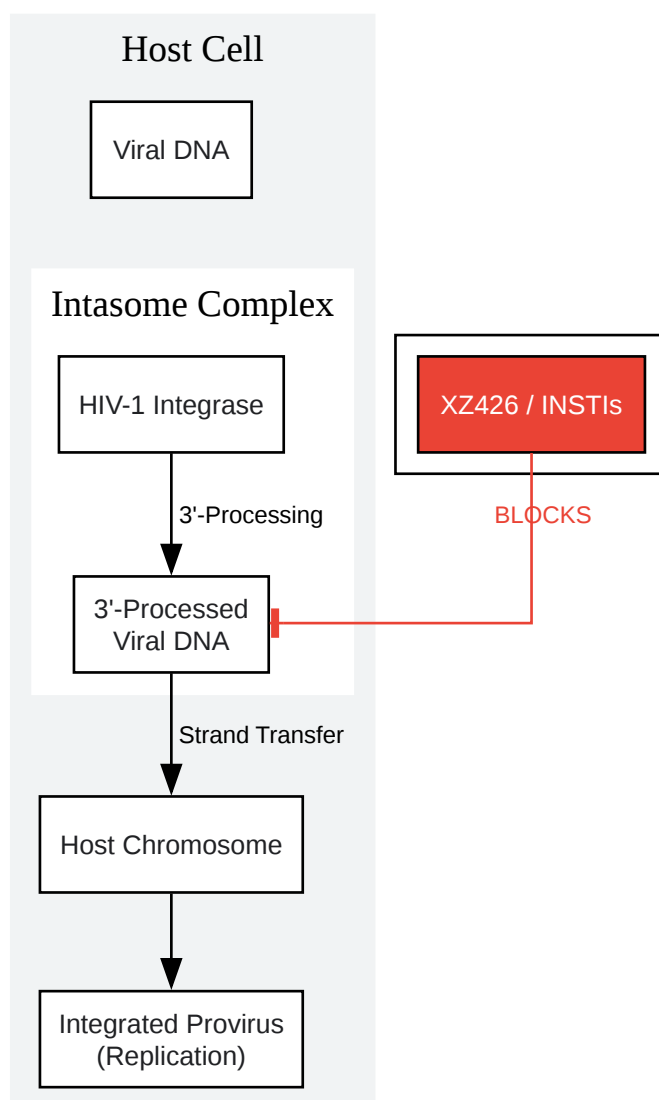 Host Cell
Viral DNA
Intasome Complex
HIV-1 Integrase
XZ426 / INSTIs
3'-Processing
BLOCKS
3'-Processed
Viral DNA
Strand Transfer
Host Chromosome
Integrated Provirus
(Replication)